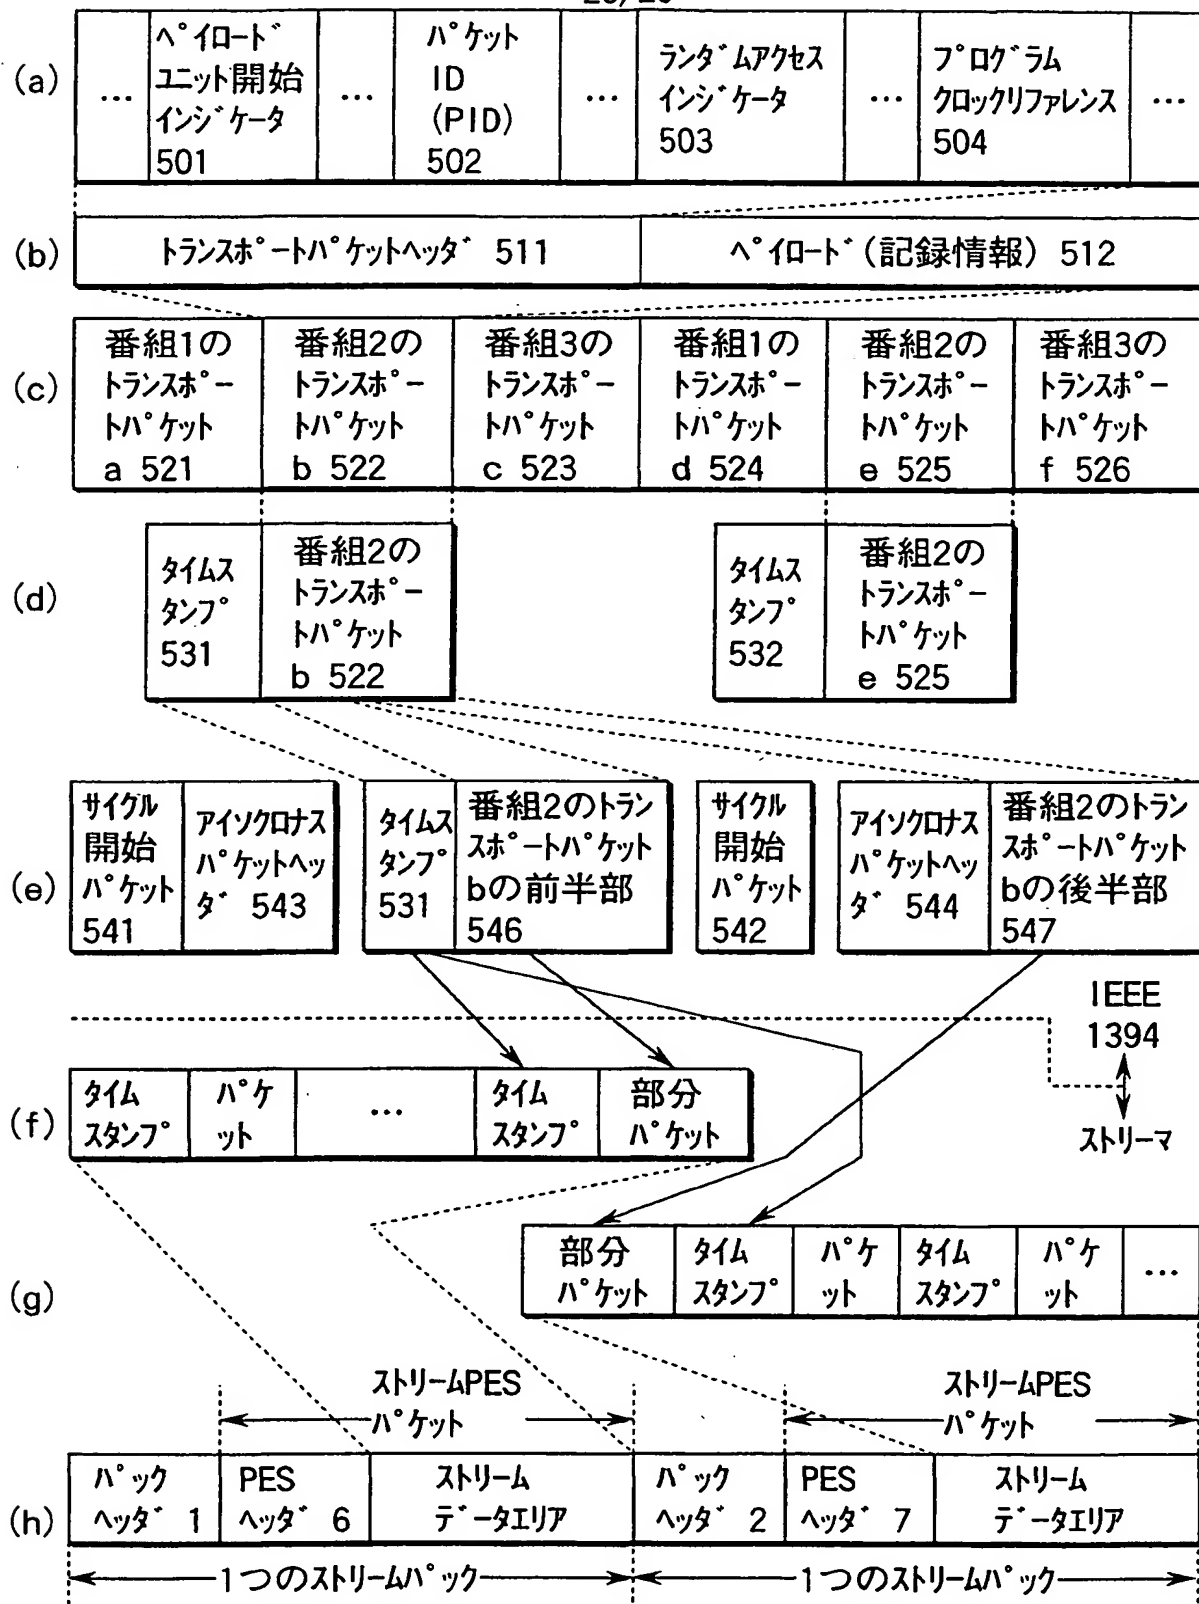 (a)
…
ペイロード
ユニット開始
インジケータ
501
…
パケット
ID
(PID)
502
…
ランダムアクセス
インジケータ
503
…
プログラム
クロックリファレンス
504
…
(b)
トランスポートパケットヘッダ 511
ペイロード(記録情報) 512
(c)
番組1の
トランスポー
トパケット
a 521
番組2の
トランスポー
トパケット
b 522
番組3の
トランスポー
トパケット
c 523
番組1の
トランスポー
トパケット
d 524
番組2の
トランスポー
トパケット
e 525
番組3の
トランスポー
トパケット
f 526
(d)
タイムス
タンプ
531
番組2の
トランスポー
トパケット
b 522
タイムス
タンプ
532
番組2の
トランスポー
トパケット
e 525
(e)
サイクル
開始
パケット
541
アイソクロナス
パケットヘッ
ダ 543
タイムス
タンプ
531
番組2のトラン
スポートパケット
bの前半部
546
サイクル
開始
パケット
542
アイソクロナス
パケットヘッ
ダ 544
番組2のトラン
スポートパケット
bの後半部
547
IEEE
1394
ストリーマ
(f)
タイム
スタンプ
パケ
ット
…
タイム
スタンプ
部分
パケット
(g)
部分
パケット
タイム
スタンプ
パケ
ット
タイム
スタンプ
パケ
ット
…
ストリームPES
パケット
ストリームPES
パケット
(h)
パック
ヘッダ 1
PES
ヘッダ 6
ストリーム
データエリア
パック
ヘッダ 2
PES
ヘッダ 7
ストリーム
データエリア
1つのストリームパック
1つのストリームパック